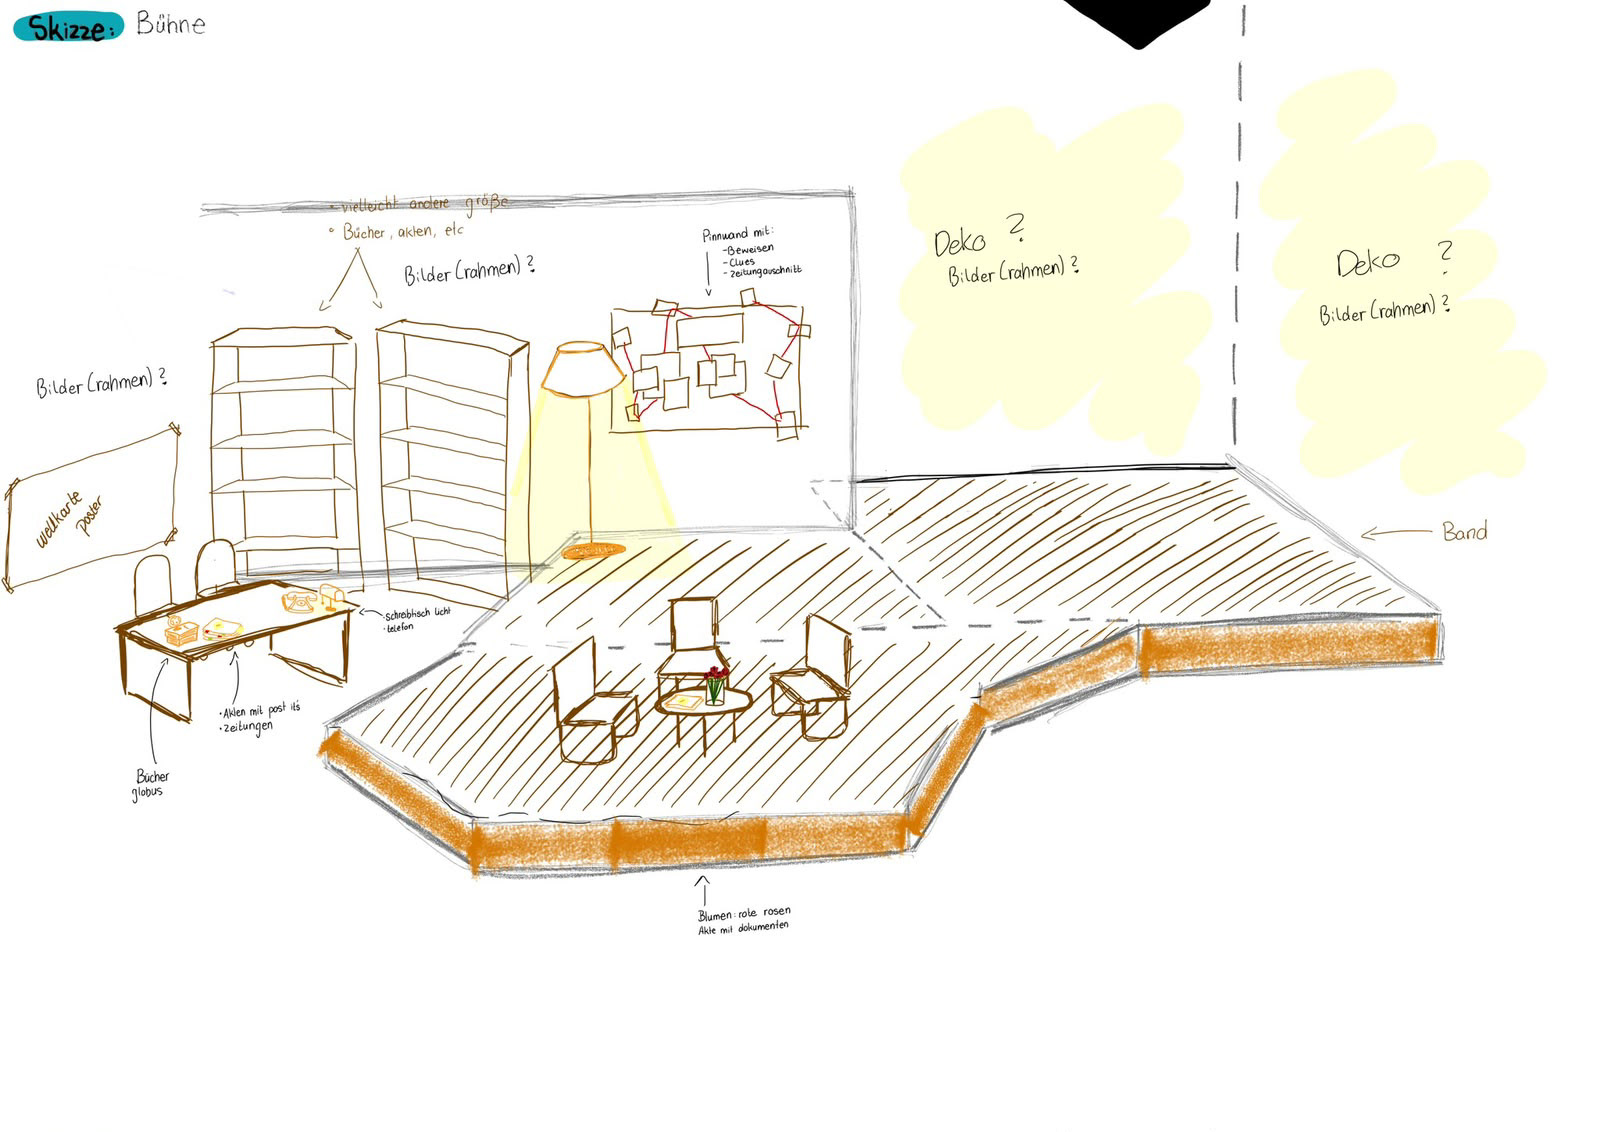 Skizze: Bühne
- vielleicht andere größe
• Bücher, akten, etc
Bilder (rahmen) ?
Pinnwand mit:
- Beweisen
- Clues
- Zeitungauschnitt
Deko ?
Bilder (rahmen) ?
Deko ?
Bilder (rahmen) ?
Bilder (rahmen) ?
weltkarte
poster
Band
- Schreibtisch licht
- telefon
• Akten mit post it's
• Zeitungen
Bücher
globus
Blumen: rote rosen
Akte mit dokumenten